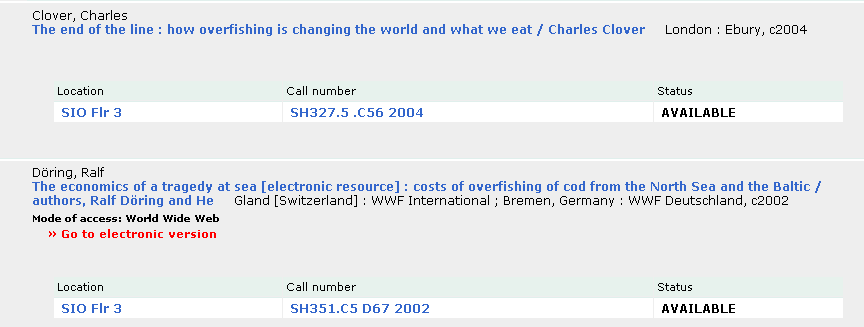 Clover, Charles
The end of the line : how overfishing is changing the world and what we eat / Charles Clover London : Ebury, c2004
Location Call number Status
SIO Flr 3 SH327.5 .C56 2004 AVAILABLE
Döring, Ralf
The economics of a tragedy at sea [electronic resource] : costs of overfishing of cod from the North Sea and the Baltic /
authors, Ralf Döring and He Gland [Switzerland] : WWF International ; Bremen, Germany : WWF Deutschland, c2002
Mode of access: World Wide Web
» Go to electronic version
Location Call number Status
SIO Flr 3 SH351.C5 D67 2002 AVAILABLE